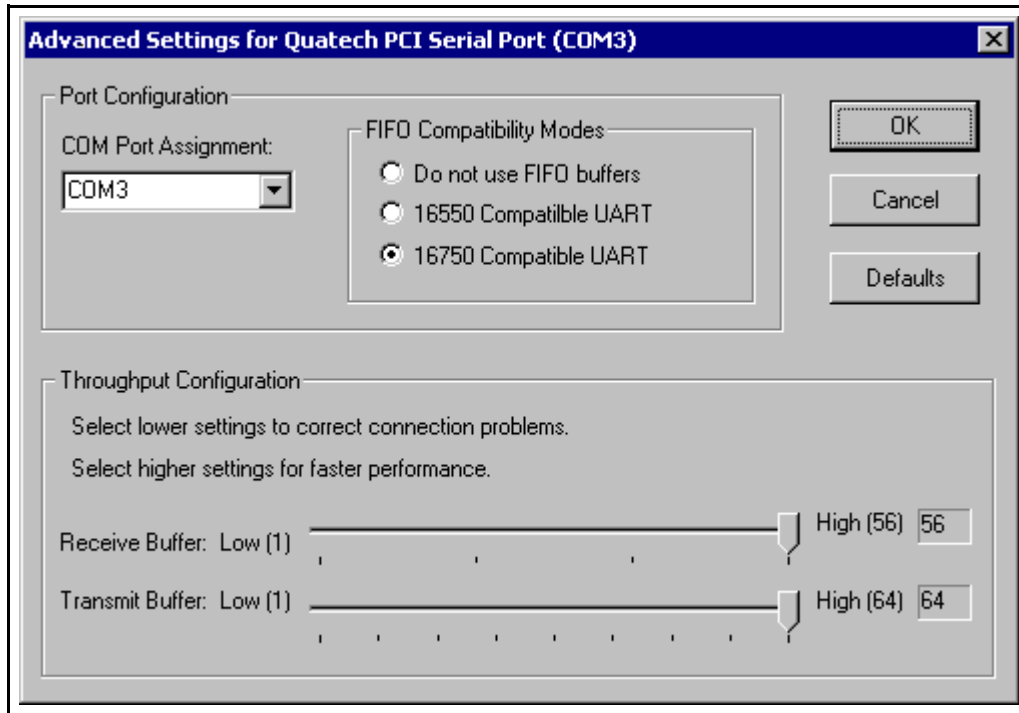 Advanced Settings for Quatech PCI Serial Port (COM3)
Port Configuration
COM Port Assignment:
COM3
FIFO Compatibility Modes
Do not use FIFO buffers
16550 Compatilble UART
16750 Compatible UART
OK
Cancel
Defaults
Throughput Configuration
Select lower settings to correct connection problems.
Select higher settings for faster performance.
Receive Buffer: Low (1) High (56) 56
Transmit Buffer: Low (1) High (64) 64